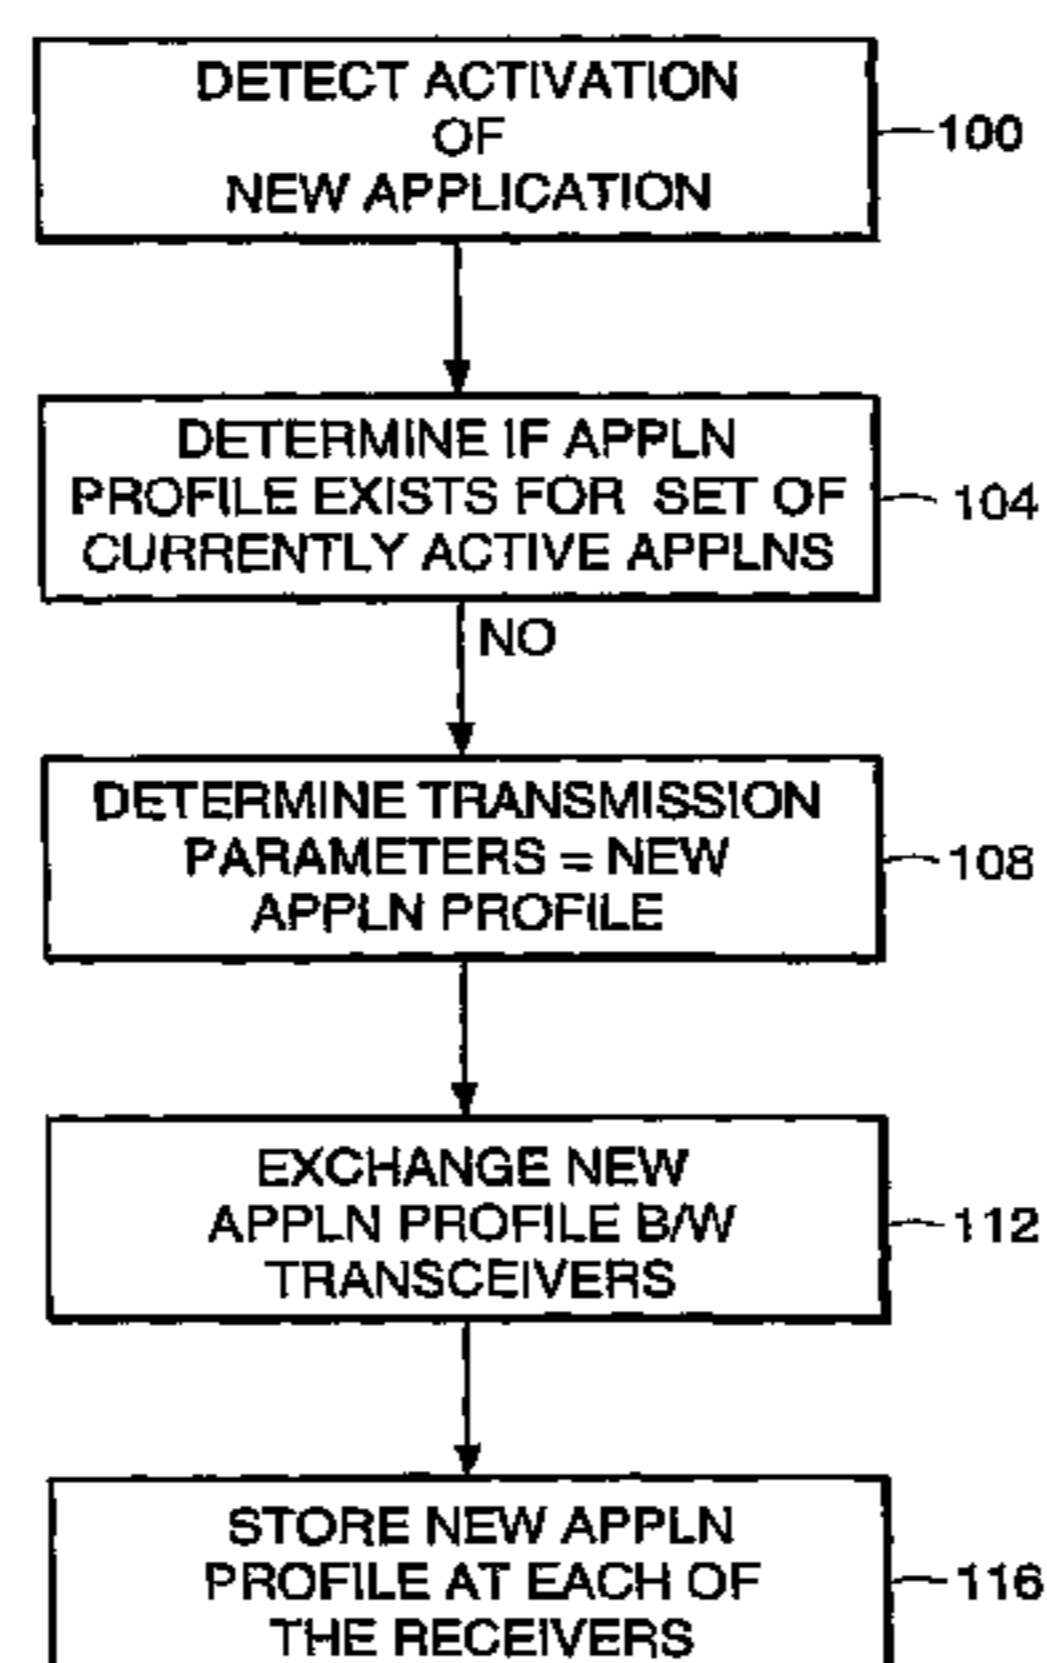 DETECT ACTIVATION
OF
NEW APPLICATION
100
DETERMINE IF APPLN
PROFILE EXISTS FOR SET OF
CURRENTLY ACTIVE APPLNS
104
NO
DETERMINE TRANSMISSION
PARAMETERS = NEW
APPLN PROFILE
108
EXCHANGE NEW
APPLN PROFILE B/W
TRANSCEIVERS
112
STORE NEW APPLN
PROFILE AT EACH OF
THE RECEIVERS
116